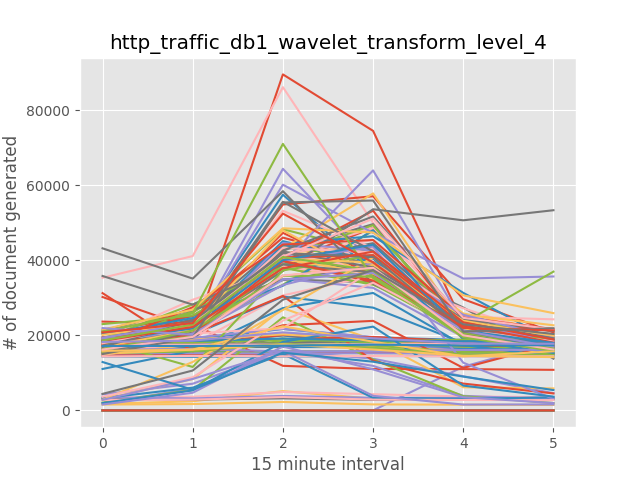 http_traffic_db1_wavelet_transform_level_4
# of document generated
80000
60000
40000
20000
0
0 1 2 3 4 5
15 minute interval